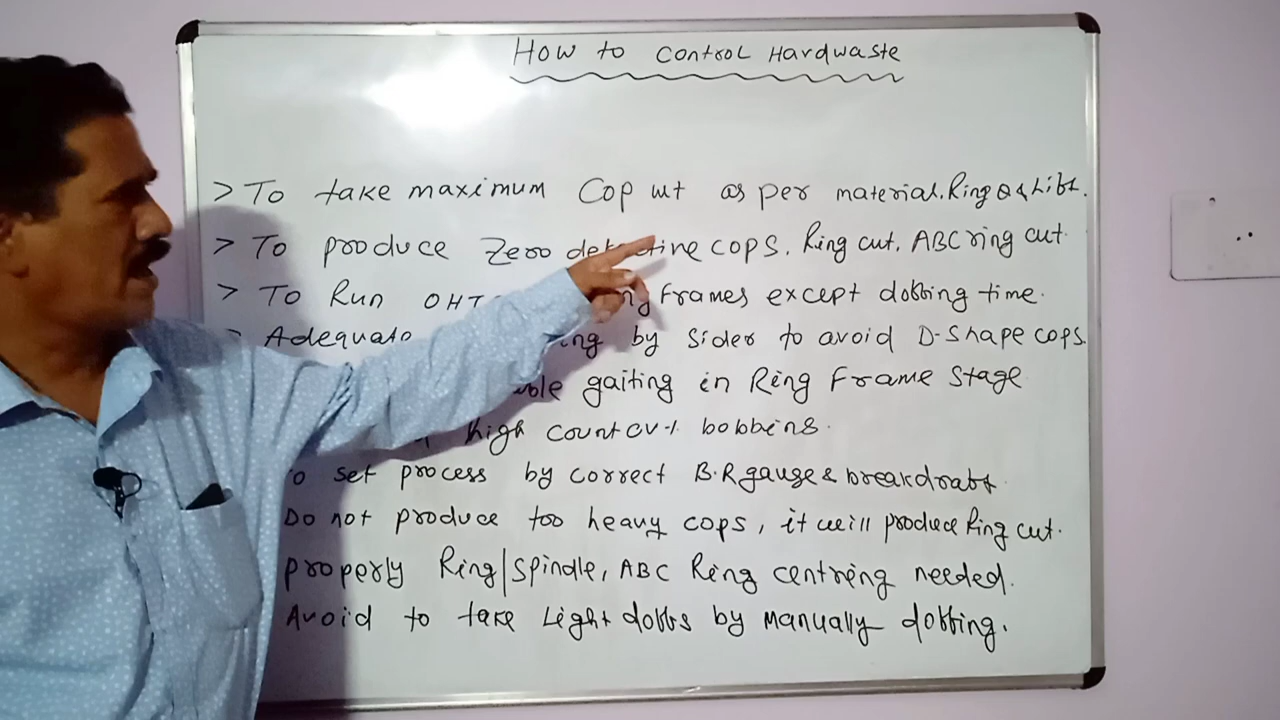 How to control Hardwaste
> To take maximum Cop wt as per material, Ring θ & Lift.
> To produce Zero defective COPS, Ring cut, ABC ring cut
> To Run OHTC Frames except doffing time.
> Adequate by Sider to avoid D-Shape cops
gaiting in Ring Frame Stage
high count CV% bobbins.
To set process by correct B.R gauge & breakdraft.
Do not produce too heavy cops, it will produce Ring cut.
Properly Ring/Spindle, ABC Ring centring needed.
Avoid to take Light doffs by manually doffing.